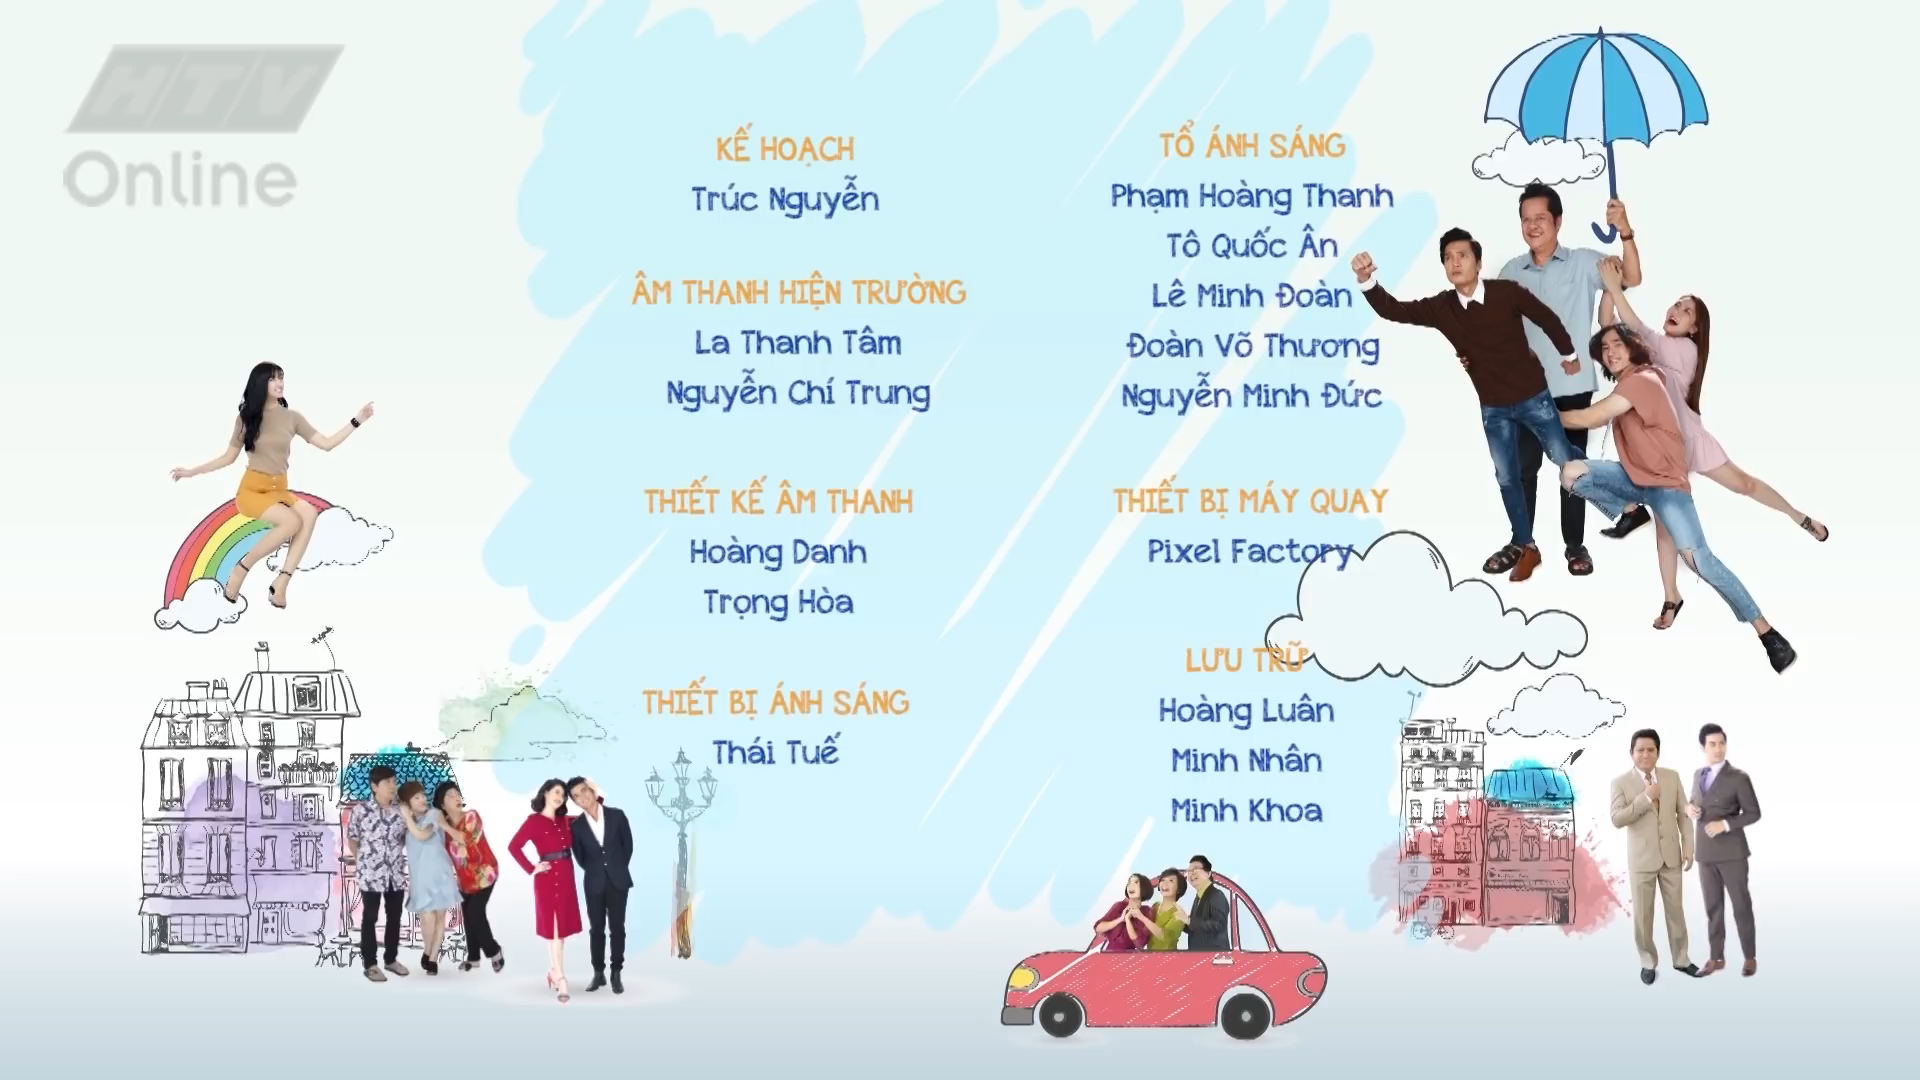 HTV
Online
KẾ HOẠCH
Trúc Nguyễn
ÂM THANH HIỆN TRƯỜNG
La Thanh Tâm
Nguyễn Chí Trung
THIẾT KẾ ÂM THANH
Hoàng Danh
Trọng Hòa
THIẾT BỊ ÁNH SÁNG
Thái Tuế
TỔ ÁNH SÁNG
Phạm Hoàng Thanh
Tô Quốc Ân
Lê Minh Đoàn
Đoàn Võ Thương
Nguyễn Minh Đức
THIẾT BỊ MÁY QUAY
Pixel Factory
LƯU TRỮ
Hoàng Luân
Minh Nhân
Minh Khoa